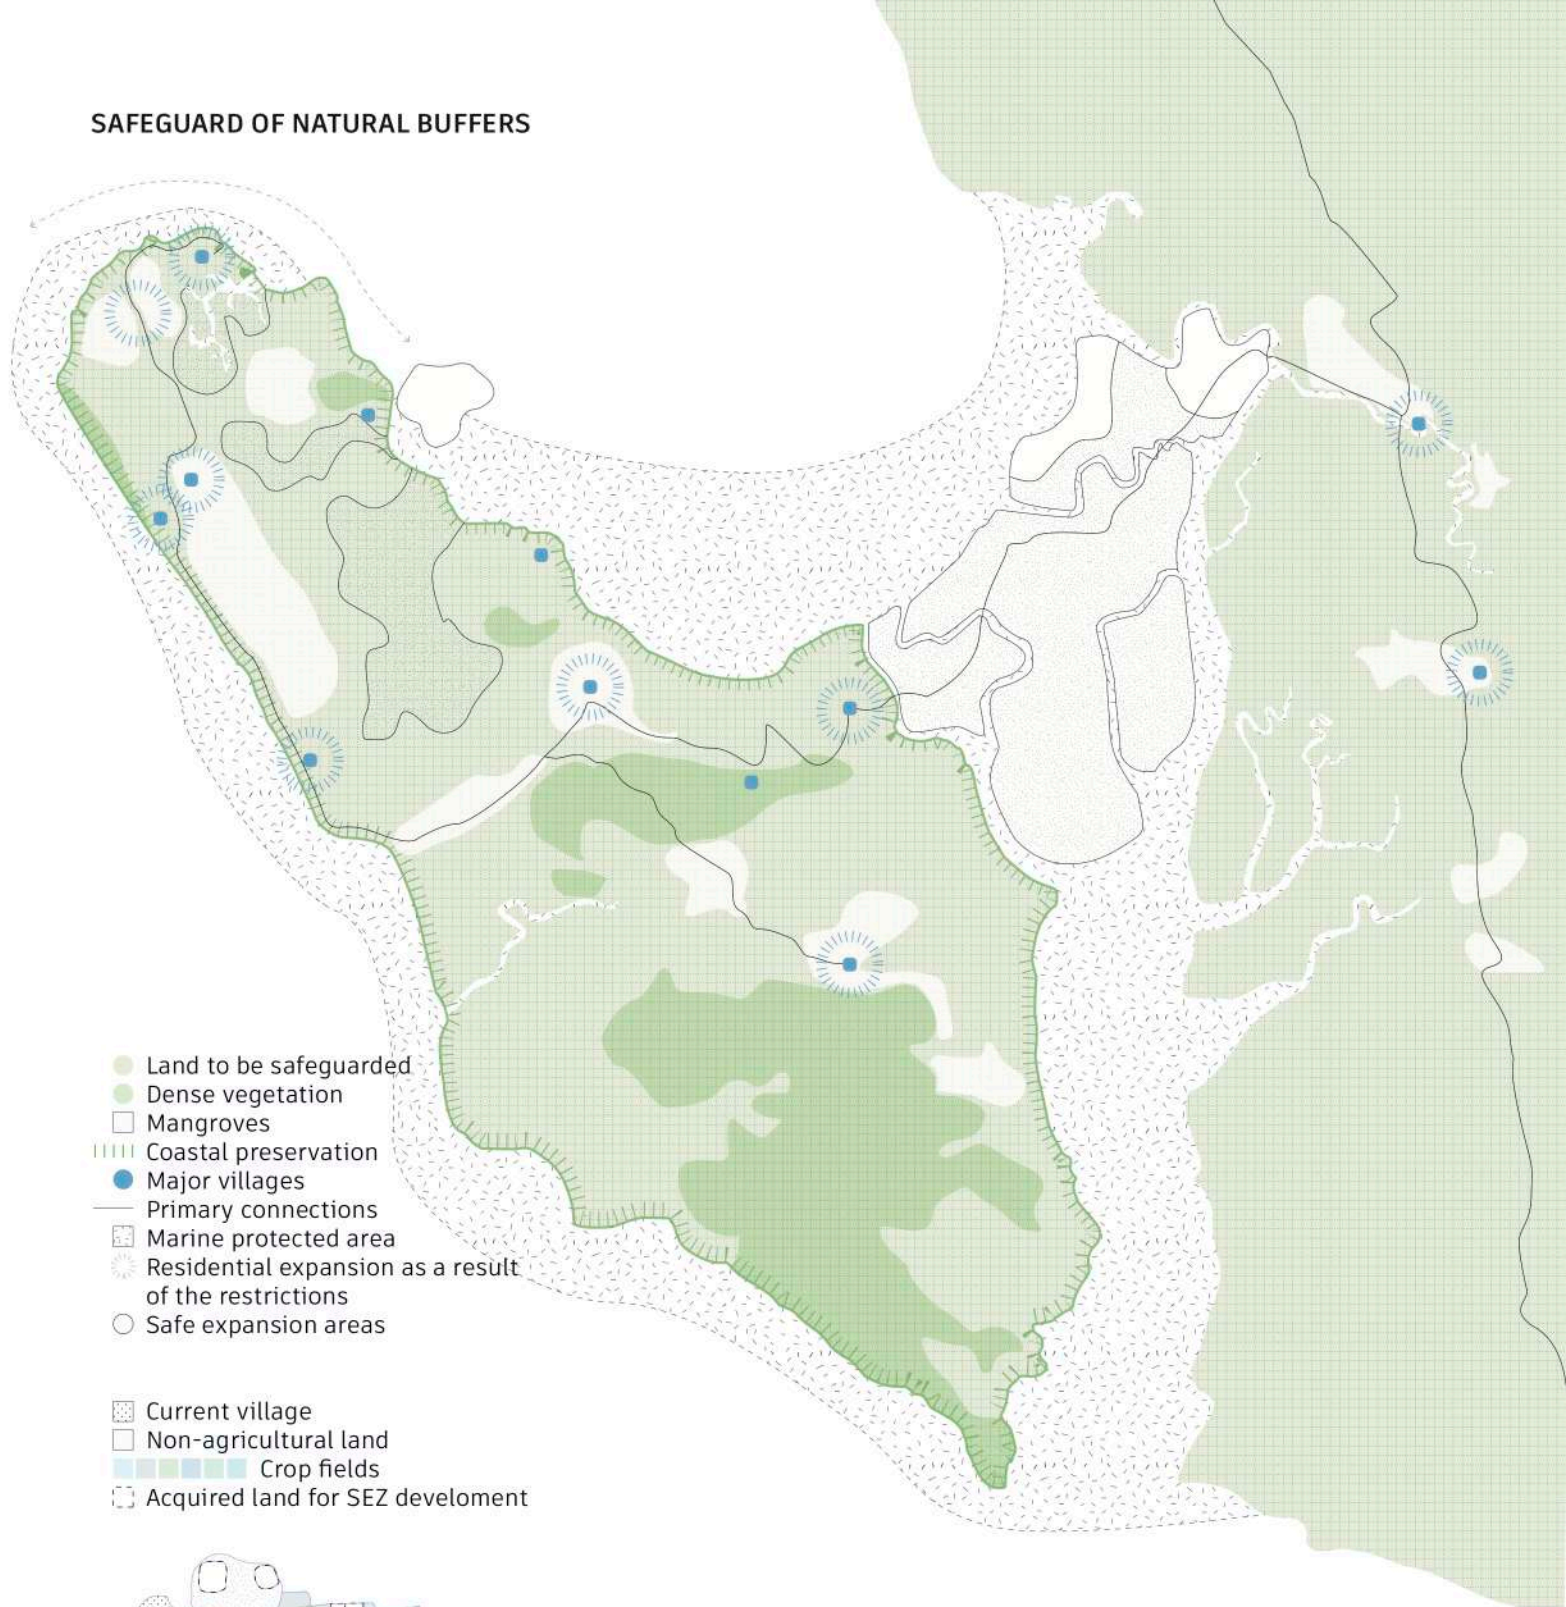 SAFEGUARD OF NATURAL BUFFERS
Land to be safeguarded
Dense vegetation
Mangroves
Coastal preservation
Major villages
Primary connections
Marine protected area
Residential expansion as a result
of the restrictions
Safe expansion areas
Current village
Non-agricultural land
Crop fields
Acquired land for SEZ develoment